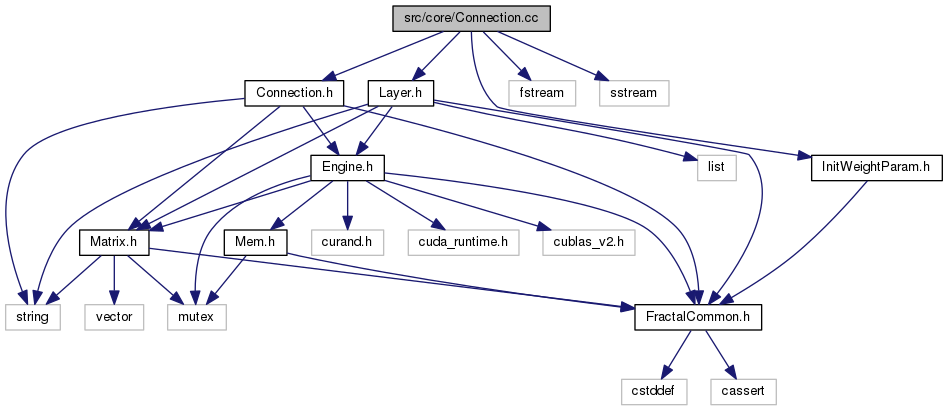 src/core/Connection.cc
Connection.h
Layer.h
fstream
sstream
Engine.h
list
InitWeightParam.h
Matrix.h
Mem.h
curand.h
cuda_runtime.h
cublas_v2.h
string
vector
mutex
FractalCommon.h
cstddef
cassert